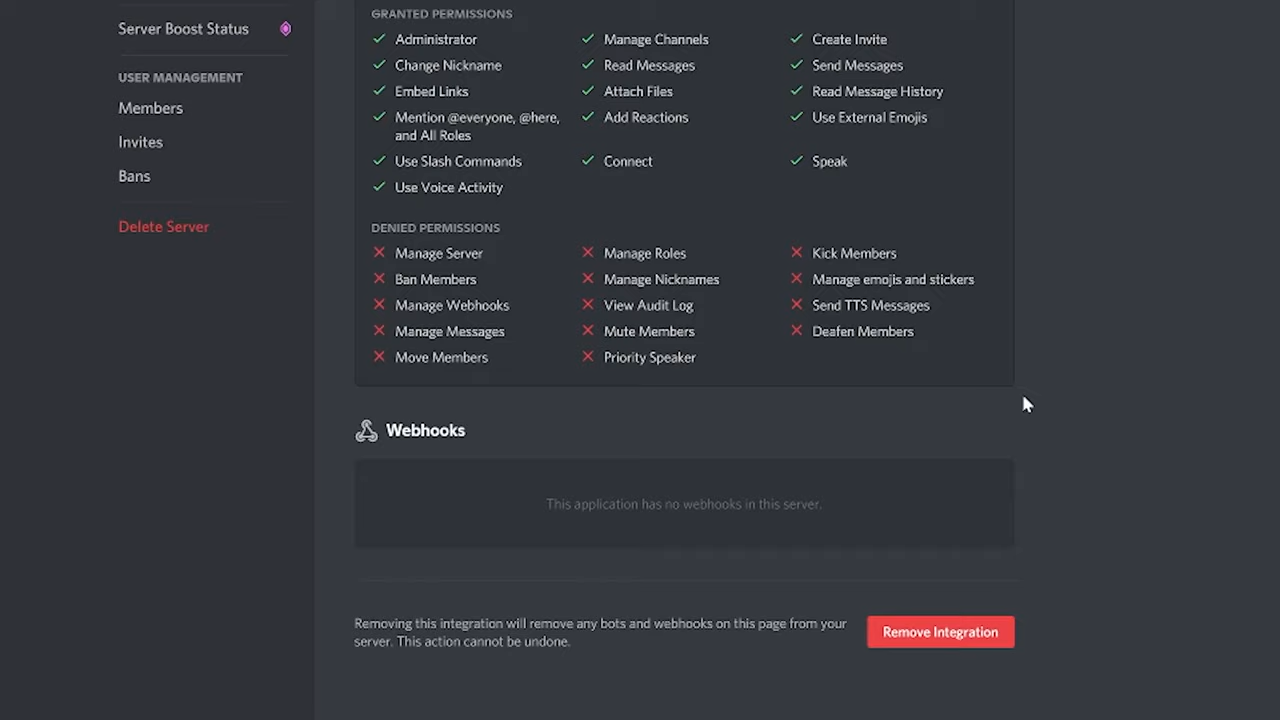 Server Boost Status
USER MANAGEMENT
Members
Invites
Bans
Delete Server
GRANTED PERMISSIONS
Administrator
Manage Channels
Create Invite
Change Nickname
Read Messages
Send Messages
Embed Links
Attach Files
Read Message History
Mention @everyone, @here,
and All Roles
Add Reactions
Use External Emojis
Use Slash Commands
Connect
Speak
Use Voice Activity
DENIED PERMISSIONS
Manage Server
Manage Roles
Kick Members
Ban Members
Manage Nicknames
Manage emojis and stickers
Manage Webhooks
View Audit Log
Send TTS Messages
Manage Messages
Mute Members
Deafen Members
Move Members
Priority Speaker
Webhooks
This application has no webhooks in this server.
Removing this integration will remove any bots and webhooks on this page from your
server. This action cannot be undone.
Remove Integration